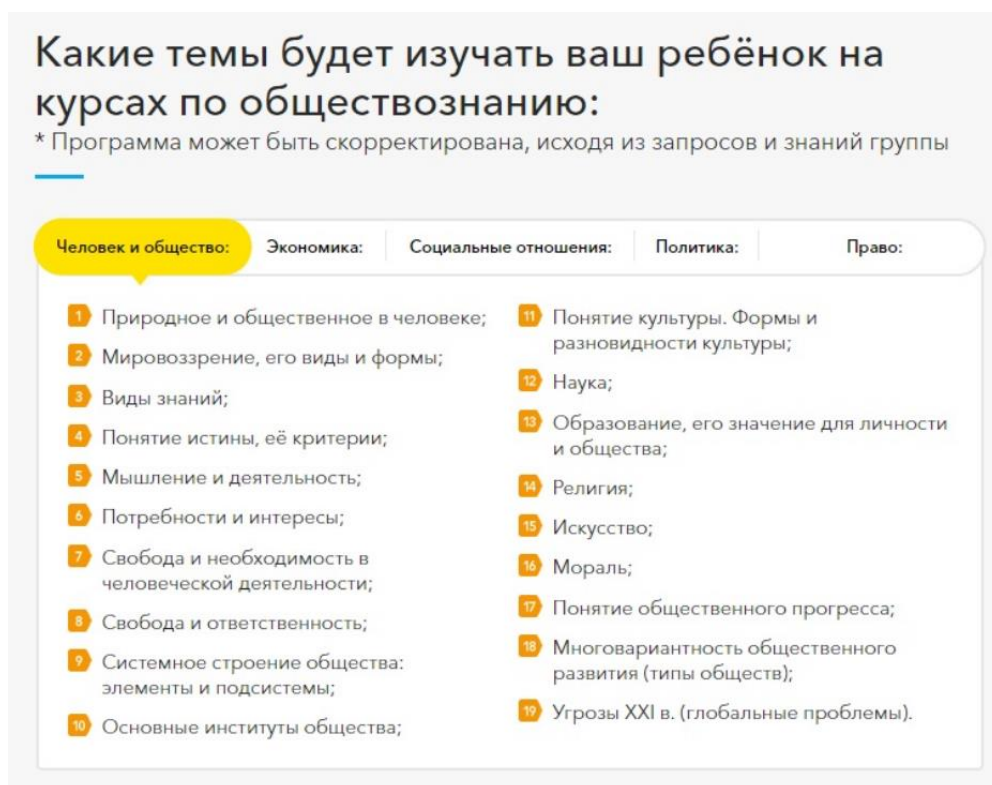 Какие темы будет изучать ваш ребёнок на
курсах по обществознанию:
* Программа может быть скорректирована, исходя из запросов и знаний группы
Человек и общество:
Экономика:
Социальные отношения:
Политика:
Право:
1 Природное и общественное в человеке;
2 Мировоззрение, его виды и формы;
3 Виды знаний;
4 Понятие истины, её критерии;
5 Мышление и деятельность;
6 Потребности и интересы;
7 Свобода и необходимость в
человеческой деятельности;
8 Свобода и ответственность;
9 Системное строение общества:
элементы и подсистемы;
10 Основные институты общества;
11 Понятие культуры. Формы и
разновидности культуры;
12 Наука;
13 Образование, его значение для личности
и общества;
14 Религия;
15 Искусство;
16 Мораль;
17 Понятие общественного прогресса;
18 Многовариантность общественного
развития (типы обществ);
19 Угрозы XXI в. (глобальные проблемы).